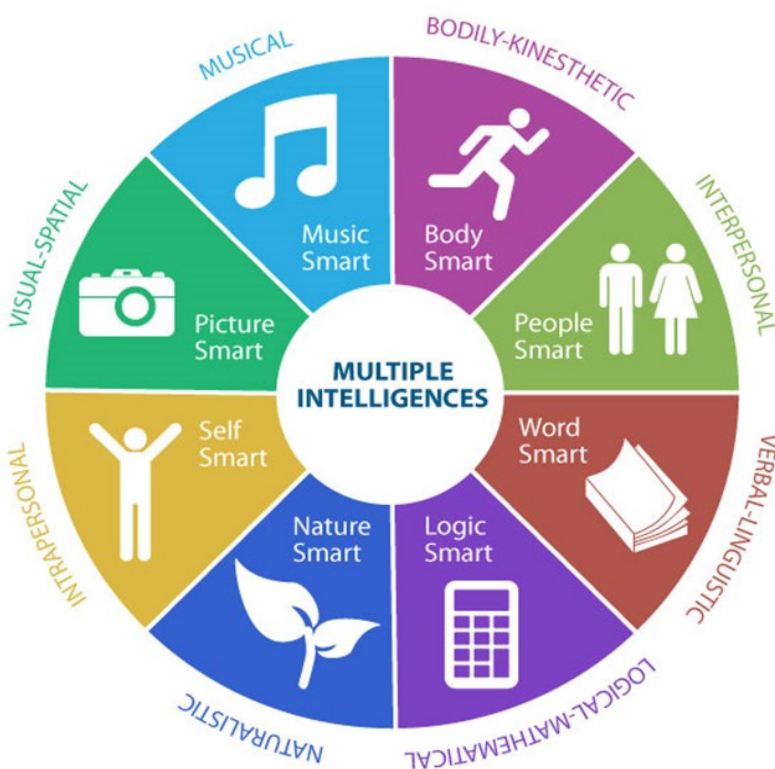 MUSICAL
BODILY-KINESTHETIC
INTERPERSONAL
VERBAL-LINGUISTIC
LOGICAL-MATHEMATICAL
NATURALISTIC
INTRAPERSONAL
VISUAL-SPATIAL
Music
Smart
Body
Smart
People
Smart
Word
Smart
Logic
Smart
Nature
Smart
Self
Smart
Picture
Smart
MULTIPLE
INTELLIGENCES